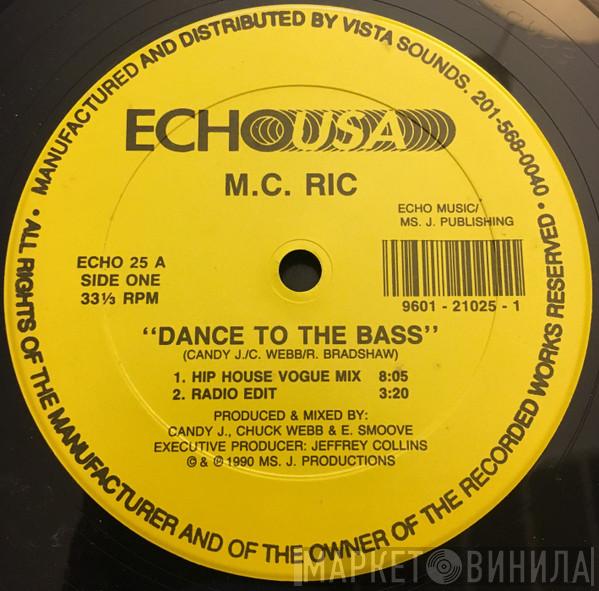 • MANUFACTURED AND DISTRIBUTED BY VISTA SOUNDS. 201-568-0040 •
ALL RIGHTS OF THE MANUFACTURER AND OF THE OWNER OF THE RECORDED WORKS RESERVED
ECHO USA
M.C. RIC
ECHO MUSIC/
MS. J. PUBLISHING
ECHO 25 A
SIDE ONE
33⅓ RPM
9601 - 21025 - 1
"DANCE TO THE BASS"
(CANDY J./C. WEBB/R. BRADSHAW)
1. HIP HOUSE VOGUE MIX 8:05
2. RADIO EDIT 3:20
PRODUCED & MIXED BY:
CANDY J., CHUCK WEBB & E. SMOOVE
EXECUTIVE PRODUCER: JEFFREY COLLINS
© & ℗ 1990 MS. J. PRODUCTIONS
МАРКЕТ ВИНИЛА